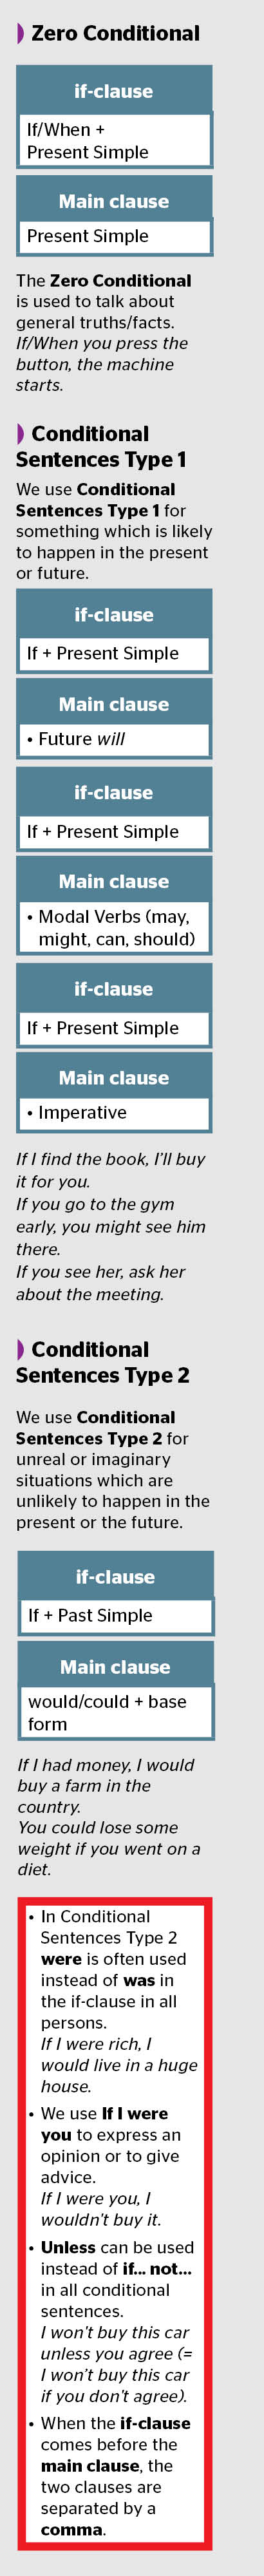 Zero Conditional
if-clause
If/When +
Present Simple
Main clause
Present Simple
The Zero Conditional
is used to talk about
general truths/facts.
If/When you press the
button, the machine
starts.
Conditional
Sentences Type 1
We use Conditional
Sentences Type 1 for
something which is likely
to happen in the present
or future.
if-clause
If + Present Simple
Main clause
• Future will
if-clause
If + Present Simple
Main clause
• Modal Verbs (may,
might, can, should)
if-clause
If + Present Simple
Main clause
• Imperative
If I find the book, I'll buy
it for you.
If you go to the gym
early, you might see him
there.
If you see her, ask her
about the meeting.
Conditional
Sentences Type 2
We use Conditional
Sentences Type 2 for
unreal or imaginary
situations which are
unlikely to happen in the
present or the future.
if-clause
If + Past Simple
Main clause
would/could + base
form
If I had money, I would
buy a farm in the
country.
You could lose some
weight if you went on a
diet.
• In Conditional
Sentences Type 2
were is often used
instead of was in
the if-clause in all
persons.
If I were rich, I
would live in a huge
house.
• We use If I were
you to express an
opinion or to give
advice.
If I were you, I
wouldn't buy it.
• Unless can be used
instead of if... not...
in all conditional
sentences.
I won't buy this car
unless you agree (=
I won't buy this car
if you don't agree).
• When the if-clause
comes before the
main clause, the
two clauses are
separated by a
comma.